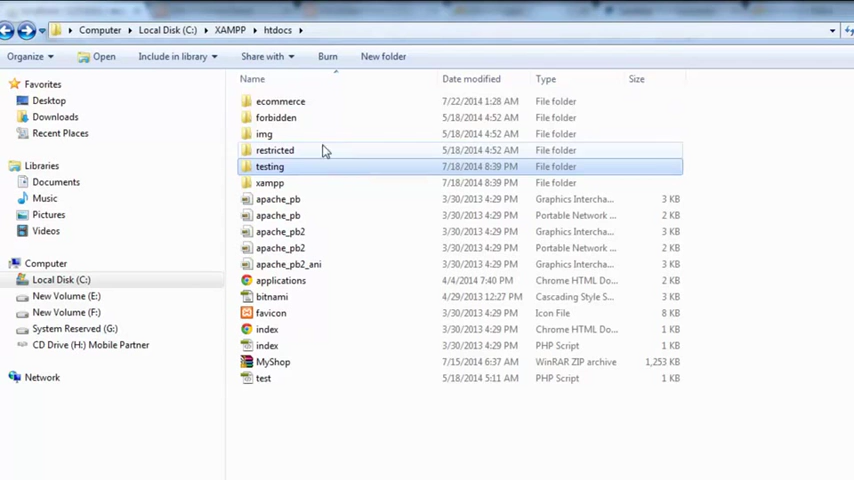 Computer Local Disk (C:) XAMPP htdocs
Organize Open Include in library Share with Burn New folder
Name Date modified Type Size
Favorites
Desktop
Downloads
Recent Places
Libraries
Documents
Music
Pictures
Videos
Computer
Local Disk (C:)
New Volume (E:)
New Volume (F:)
System Reserved (G:)
CD Drive (H:) Mobile Partner
Network
ecommerce 7/22/2014 1:28 AM File folder
forbidden 5/18/2014 4:52 AM File folder
img 5/18/2014 4:52 AM File folder
restricted 5/18/2014 4:52 AM File folder
testing 7/18/2014 8:39 PM File folder
xampp 7/18/2014 8:39 PM File folder
apache_pb 3/30/2013 4:29 PM Graphics Intercha... 3 KB
apache_pb 3/30/2013 4:29 PM Portable Network ... 2 KB
apache_pb2 3/30/2013 4:29 PM Graphics Intercha... 3 KB
apache_pb2 3/30/2013 4:29 PM Portable Network ... 2 KB
apache_pb2_ani 3/30/2013 4:29 PM Graphics Intercha... 3 KB
applications 4/4/2014 7:40 PM Chrome HTML Do... 4 KB
bitnami 4/29/2013 12:27 PM Cascading Style S... 1 KB
favicon 3/30/2013 4:29 PM Icon File 8 KB
index 3/30/2013 4:29 PM Chrome HTML Do... 1 KB
index 3/30/2013 4:29 PM PHP Script 1 KB
MyShop 7/15/2014 6:37 AM WinRAR ZIP archive 1,253 KB
test 5/18/2014 5:11 AM PHP Script 1 KB